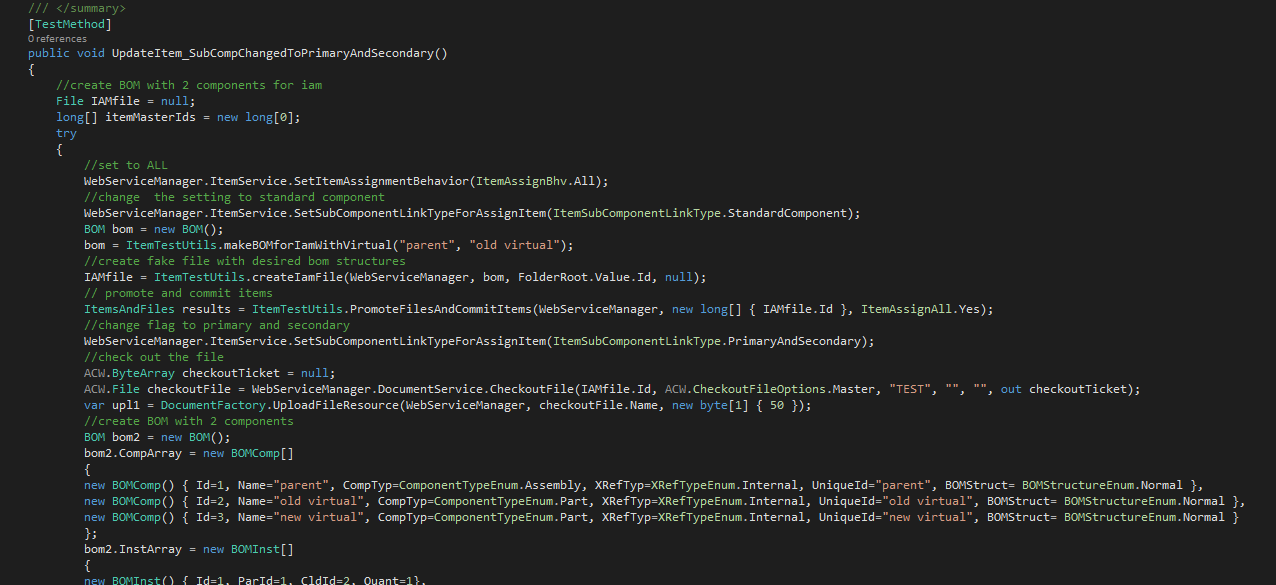 /// </summary>
[TestMethod]
0 references
public void UpdateItem_SubCompChangedToPrimaryAndSecondary()
{
//create BOM with 2 components for iam
File IAMfile = null;
long[] itemMasterIds = new long[0];
try
{
//set to ALL
WebServiceManager.ItemService.SetItemAssignmentBehavior(ItemAssignBhv.All);
//change  the setting to standard component
WebServiceManager.ItemService.SetSubComponentLinkTypeForAssignItem(ItemSubComponentLinkType.StandardComponent);
BOM bom = new BOM();
bom = ItemTestUtils.makeBOMforIamWithVirtual("parent", "old virtual");
//create fake file with desired bom structures
IAMfile = ItemTestUtils.createIamFile(WebServiceManager, bom, FolderRoot.Value.Id, null);
// promote and commit items
ItemsAndFiles results = ItemTestUtils.PromoteFilesAndCommitItems(WebServiceManager, new long[] { IAMfile.Id }, ItemAssignAll.Yes);
//change flag to primary and secondary
WebServiceManager.ItemService.SetSubComponentLinkTypeForAssignItem(ItemSubComponentLinkType.PrimaryAndSecondary);
//check out the file
ACW.ByteArray checkoutTicket = null;
ACW.File checkoutFile = WebServiceManager.DocumentService.CheckoutFile(IAMfile.Id, ACW.CheckoutFileOptions.Master, "TEST", "", "", out checkoutTicket);
var upl1 = DocumentFactory.UploadFileResource(WebServiceManager, checkoutFile.Name, new byte[1] { 50 });
//create BOM with 2 components
BOM bom2 = new BOM();
bom2.CompArray = new BOMComp[]
{
new BOMComp() { Id=1, Name="parent", CompTyp=ComponentTypeEnum.Assembly, XRefTyp=XRefTypeEnum.Internal, UniqueId="parent", BOMStruct= BOMStructureEnum.Normal },
new BOMComp() { Id=2, Name="old virtual", CompTyp=ComponentTypeEnum.Part, XRefTyp=XRefTypeEnum.Internal, UniqueId="old virtual", BOMStruct= BOMStructureEnum.Normal },
new BOMComp() { Id=3, Name="new virtual", CompTyp=ComponentTypeEnum.Part, XRefTyp=XRefTypeEnum.Internal, UniqueId="new virtual", BOMStruct= BOMStructureEnum.Normal }
};
bom2.InstArray = new BOMInst[]
{
new BOMInst() { Id=1, ParId=1, CldId=2, Quant=1},